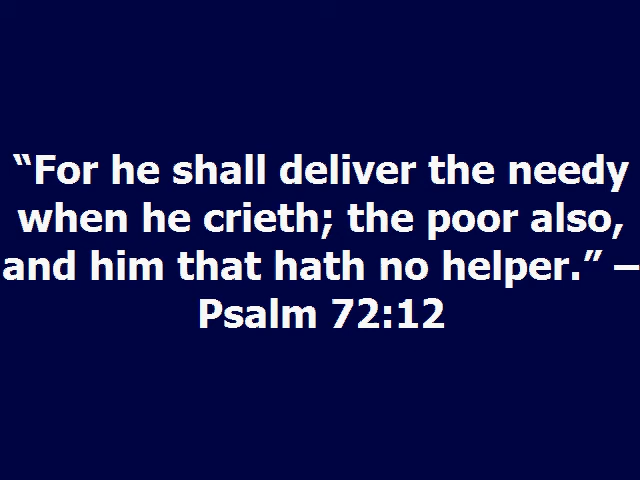 “For he shall deliver the needy
when he crieth; the poor also,
and him that hath no helper.” –
Psalm 72:12